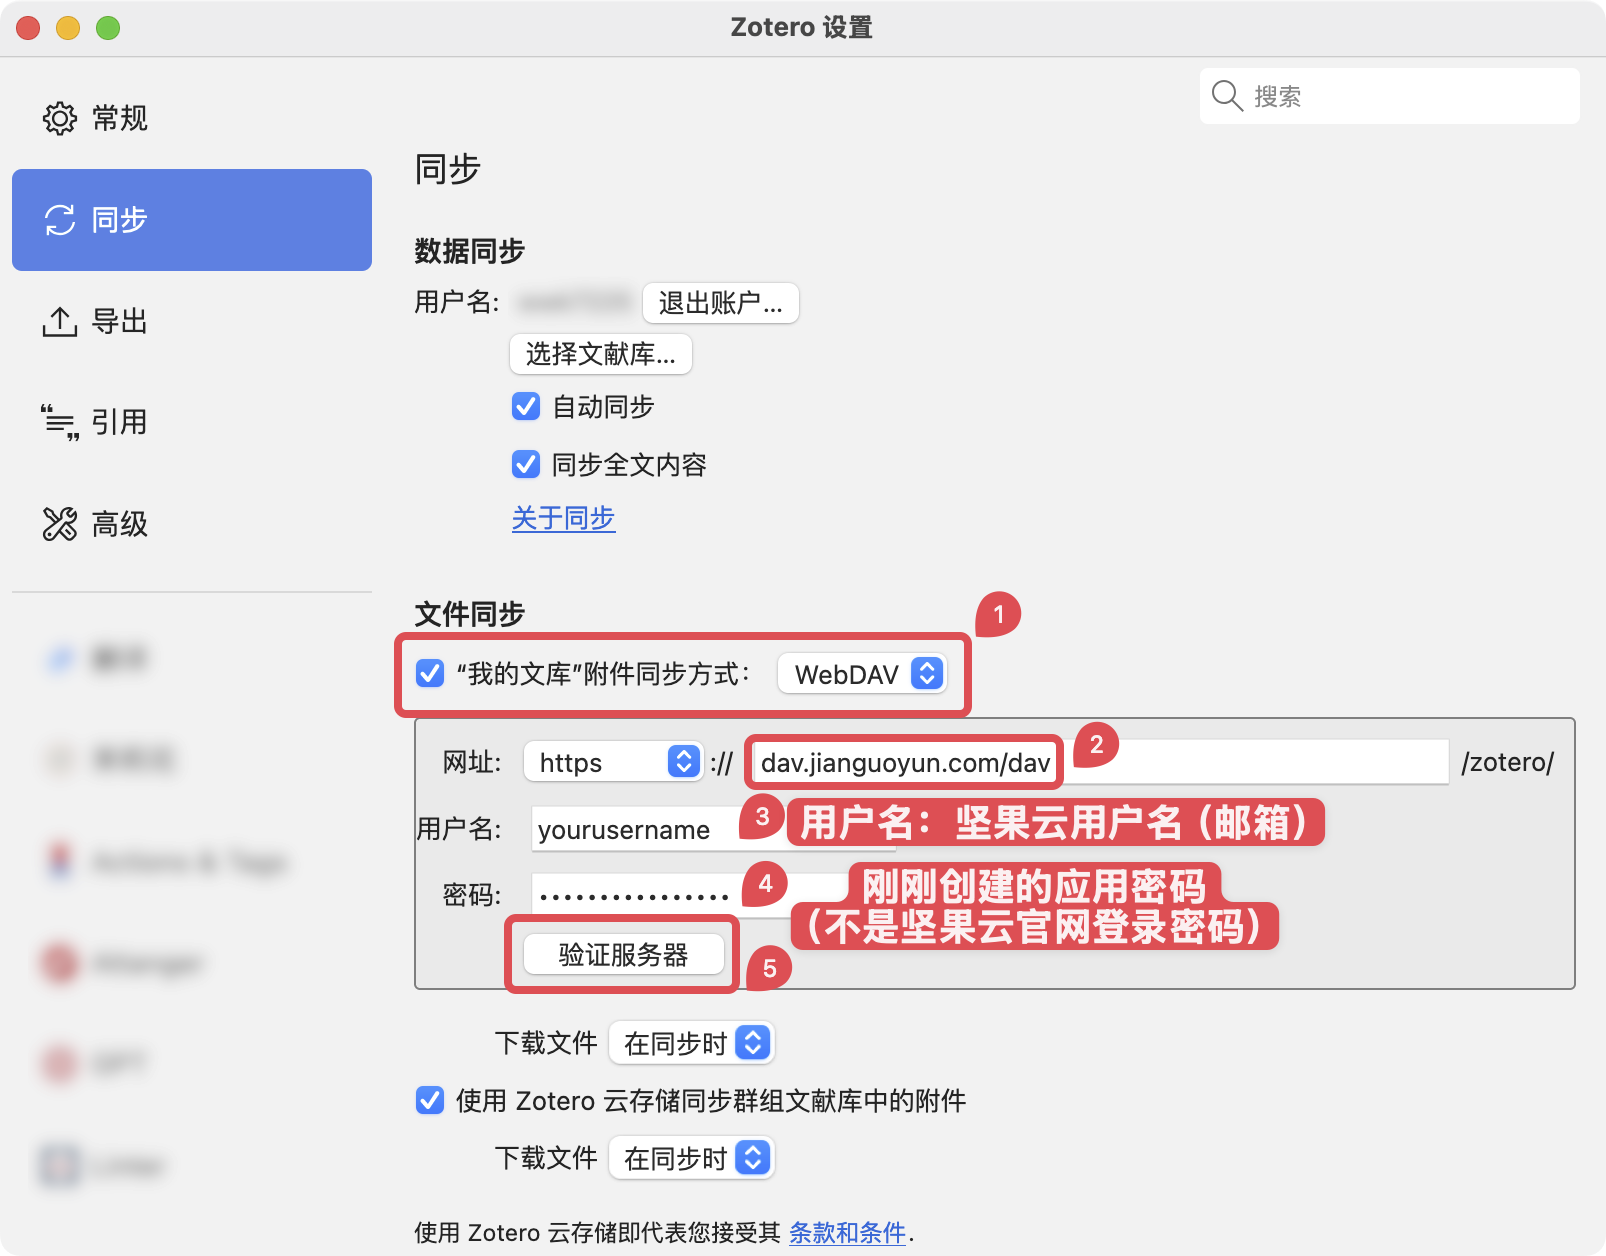 Zotero 设置
搜索
常规
同步
导出
引用
高级
同步
数据同步
用户名:
退出账户...
选择文献库...
自动同步
同步全文内容
关于同步
文件同步
1
“我的文库”附件同步方式：
WebDAV
网址:
https
://
dav.jianguoyun.com/dav
2
/zotero/
用户名:
yourusername
3
用户名：坚果云用户名（邮箱）
密码:
••••••••••••••••
4
刚刚创建的应用密码
（不是坚果云官网登录密码）
验证服务器
5
下载文件
在同步时
使用 Zotero 云存储同步群组文献库中的附件
下载文件
在同步时
使用 Zotero 云存储即代表您接受其 条款和条件.